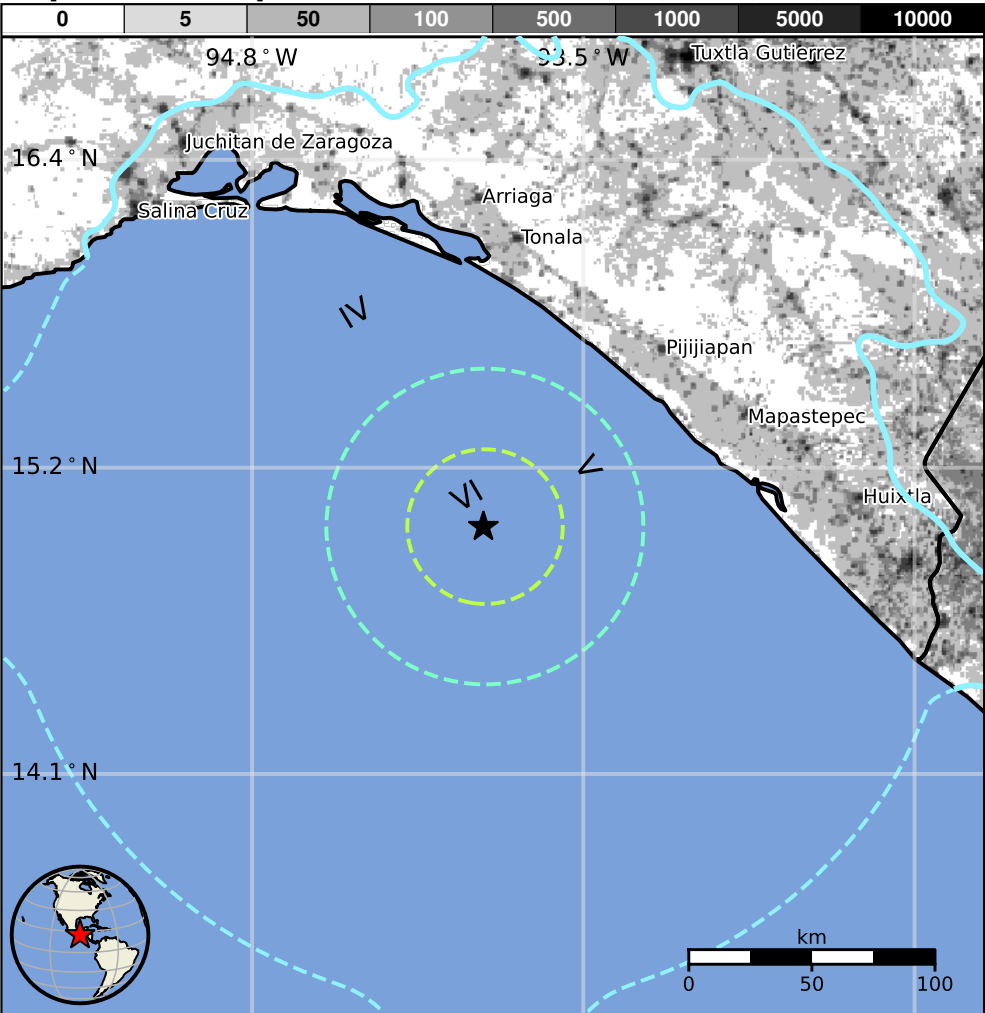 0 5 50 100 500 1000 5000 10000
94.8°W 93.5°W
Tuxtla Gutierrez
Juchitan de Zaragoza
16.4°N
Arriaga
Salina Cruz
Tonala
IV
Pijijiapan
Mapastepec
15.2°N
V
VI
Huixtla
14.1°N
km
0 50 100